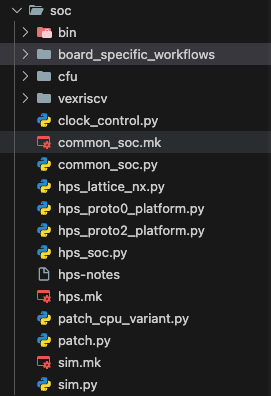 soc
bin
board_specific_workflows
cfu
vexriscv
clock_control.py
common_soc.mk
common_soc.py
hps_lattice_nx.py
hps_proto0_platform.py
hps_proto2_platform.py
hps_soc.py
hps-notes
hps.mk
patch_cpu_variant.py
patch.py
sim.mk
sim.py